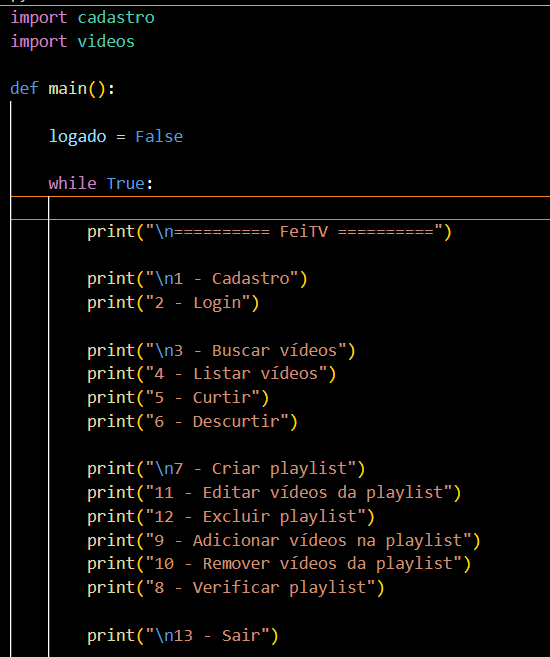 import cadastro
import videos
def main():
logado = False
while True:
print("\n========== FeiTV ==========")
print("\n1 - Cadastro")
print("2 - Login")
print("\n3 - Buscar vídeos")
print("4 - Listar vídeos")
print("5 - Curtir")
print("6 - Descurtir")
print("\n7 - Criar playlist")
print("11 - Editar vídeos da playlist")
print("12 - Excluir playlist")
print("9 - Adicionar vídeos na playlist")
print("10 - Remover vídeos da playlist")
print("8 - Verificar playlist")
print("\n13 - Sair")